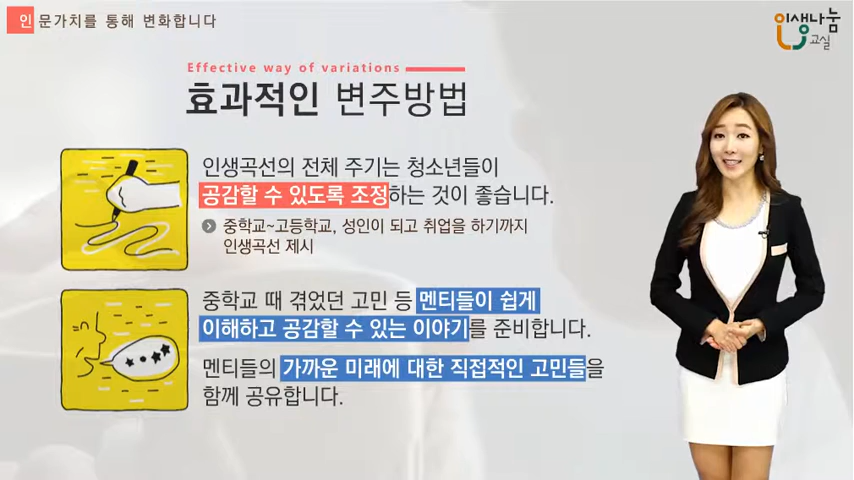 인문가치를 통해 변화합니다
인생나눔
교실
Effective way of variations
효과적인 변주방법
인생곡선의 전체 주기는 청소년들이
공감할 수 있도록 조정하는 것이 좋습니다.
중학교~고등학교, 성인이 되고 취업을 하기까지
인생곡선 제시
중학교 때 겪었던 고민 등 멘티들이 쉽게
이해하고 공감할 수 있는 이야기를 준비합니다.
멘티들의 가까운 미래에 대한 직접적인 고민들을
함께 공유합니다.